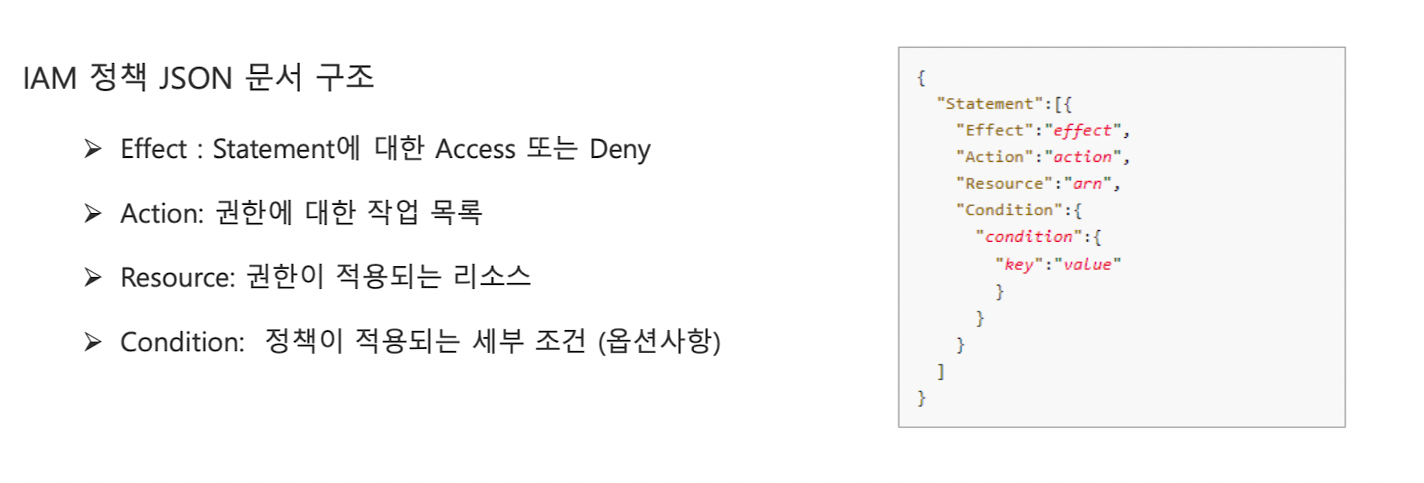 IAM 정책 JSON 문서 구조
➢ Effect : Statement에 대한 Access 또는 Deny
➢ Action: 권한에 대한 작업 목록
➢ Resource: 권한이 적용되는 리소스
➢ Condition: 정책이 적용되는 세부 조건 (옵션사항)
{
"Statement":[{
"Effect":"effect",
"Action":"action",
"Resource":"arn",
"Condition":{
"condition":{
"key":"value"
}
}
}
]
}